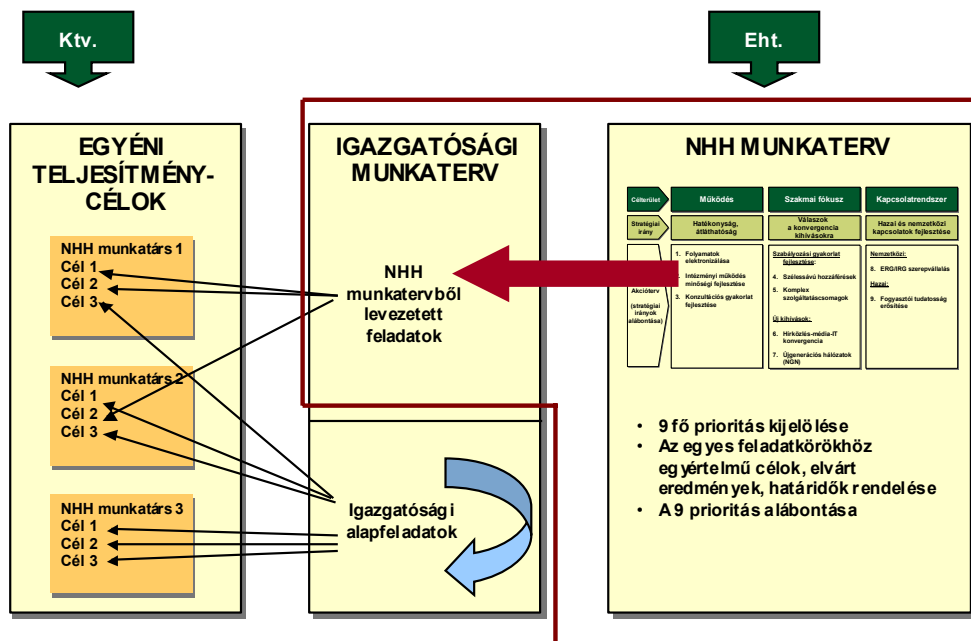 Ktv.
Eht.
EGYÉNI
TELJESÍTMÉNY-
CÉLOK
NHH munkatárs 1
Cél 1
Cél 2
Cél 3
NHH munkatárs 2
Cél 1
Cél 2
Cél 3
NHH munkatárs 3
Cél 1
Cél 2
Cél 3
IGAZGATÓSÁGI
MUNKATERV
NHH
munkatervből
levezetett
feladatok
Igazgatósági
alapfeladatok
NHH MUNKATERV
Célterület
Működés
Szakmai fókusz
Kapcsolatrendszer
Stratégiai
irány
Hatékonyság,
átláthatóság
Válaszok
a konvergencia
kihívásokra
Hazai és nemzetközi
kapcsolatok fejlesztése
Akcióterv
(stratégiai
irányok
alábontása)
1. Folyamatok
elektronizálása
2. Intézményi működés
minőségi fejlesztése
3. Konzultációs gyakorlat
fejlesztése
Szabályozási gyakorlat
fejlesztése:
4. Szélessávú hozzáférések
5. Komplex
szolgáltatáscsomagok
Új kihívások:
6. Hírközlés-média-IT
konvergencia
7. Újgenerációs hálózatok
(NGN)
Nemzetközi:
8. ERG/IRG szerepvállalás
Hazai:
9. Fogyasztói tudatosság
erősítése
• 9 fő prioritás kijelölése
• Az egyes feladatkörökhöz
egyértelmű célok, elvárt
eredmények, határidők rendelése
• A 9 prioritás alábontása